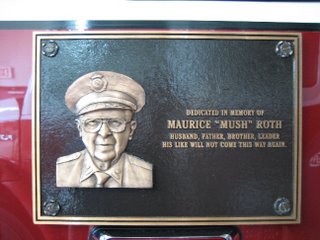 DEDICATED IN MEMORY OF
MAURICE "MUSH" ROTH
HUSBAND, FATHER, BROTHER, LEADER
HIS LIKE WILL NOT COME THIS WAY AGAIN.